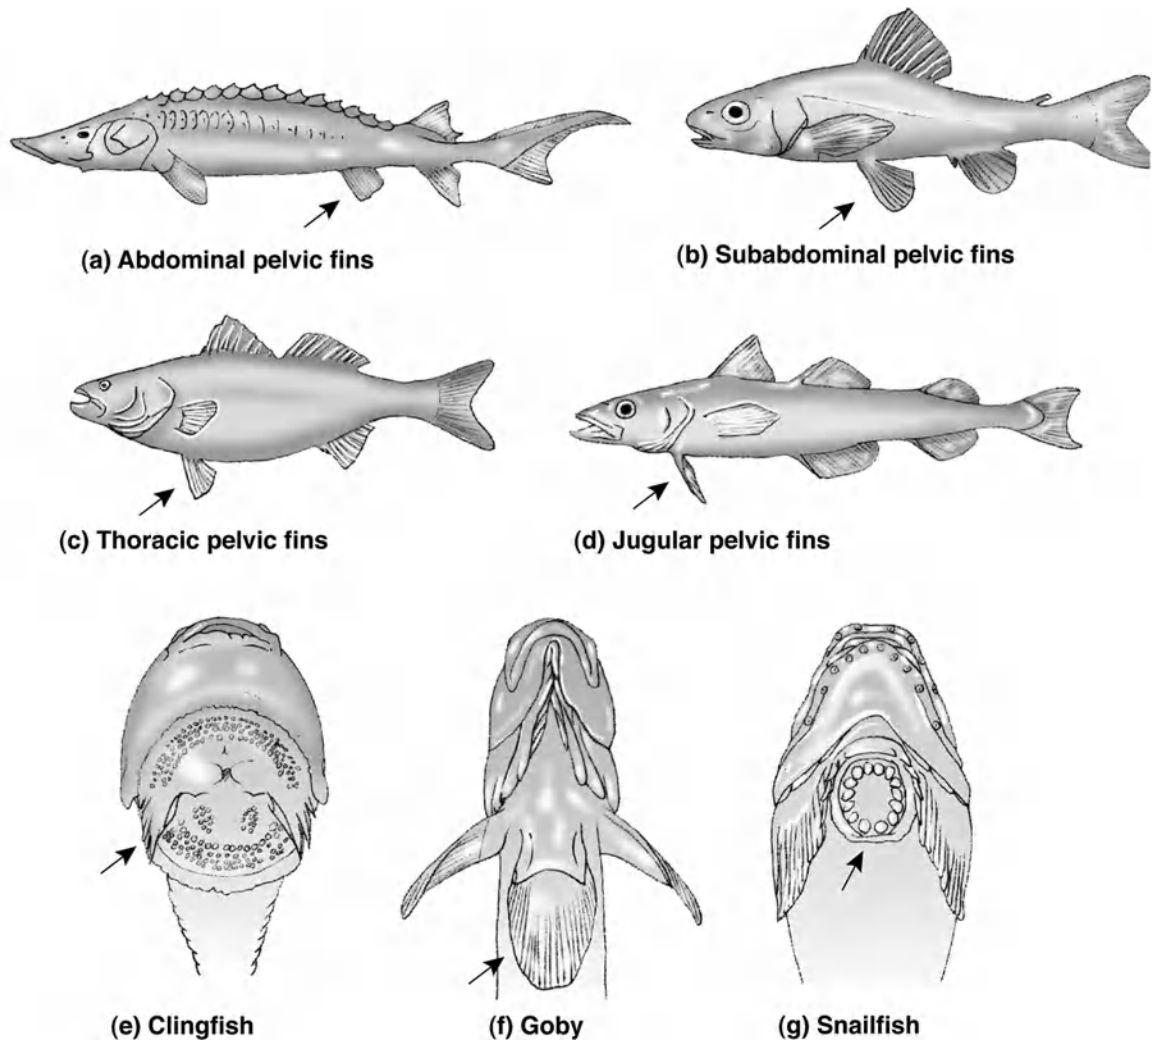 (a) Abdominal pelvic fins
(b) Subabdominal pelvic fins
(c) Thoracic pelvic fins
(d) Jugular pelvic fins
(e) Clingfish
(f) Goby
(g) Snailfish